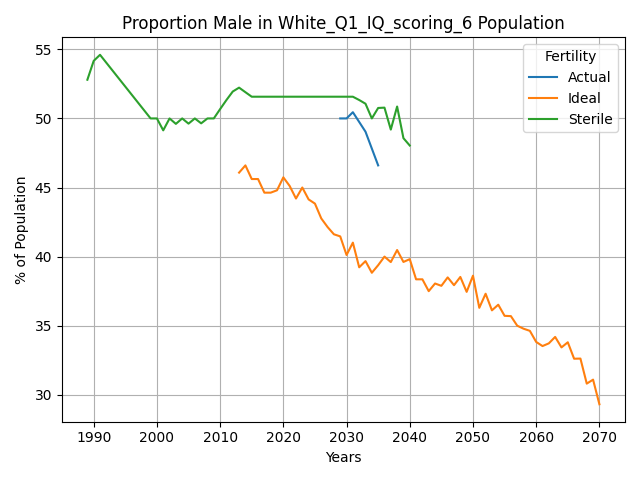 Proportion Male in White_Q1_IQ_scoring_6 Population
55
50
45
40
35
30
% of Population
Fertility
Actual
Ideal
Sterile
1990 2000 2010 2020 2030 2040 2050 2060 2070
Years